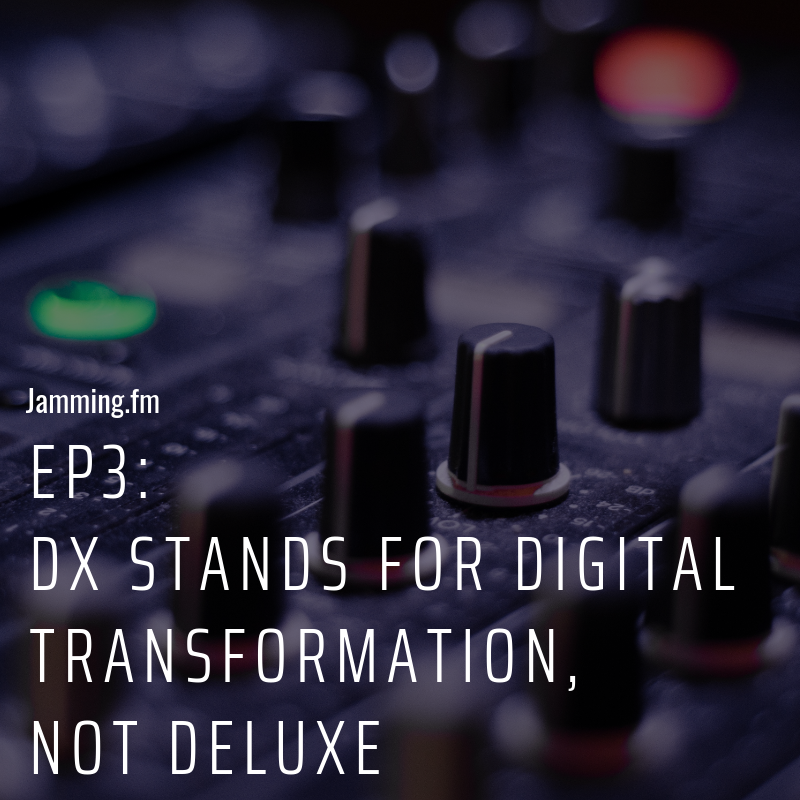 Jamming.fm
EP3:
DX STANDS FOR DIGITAL
TRANSFORMATION,
NOT DELUXE